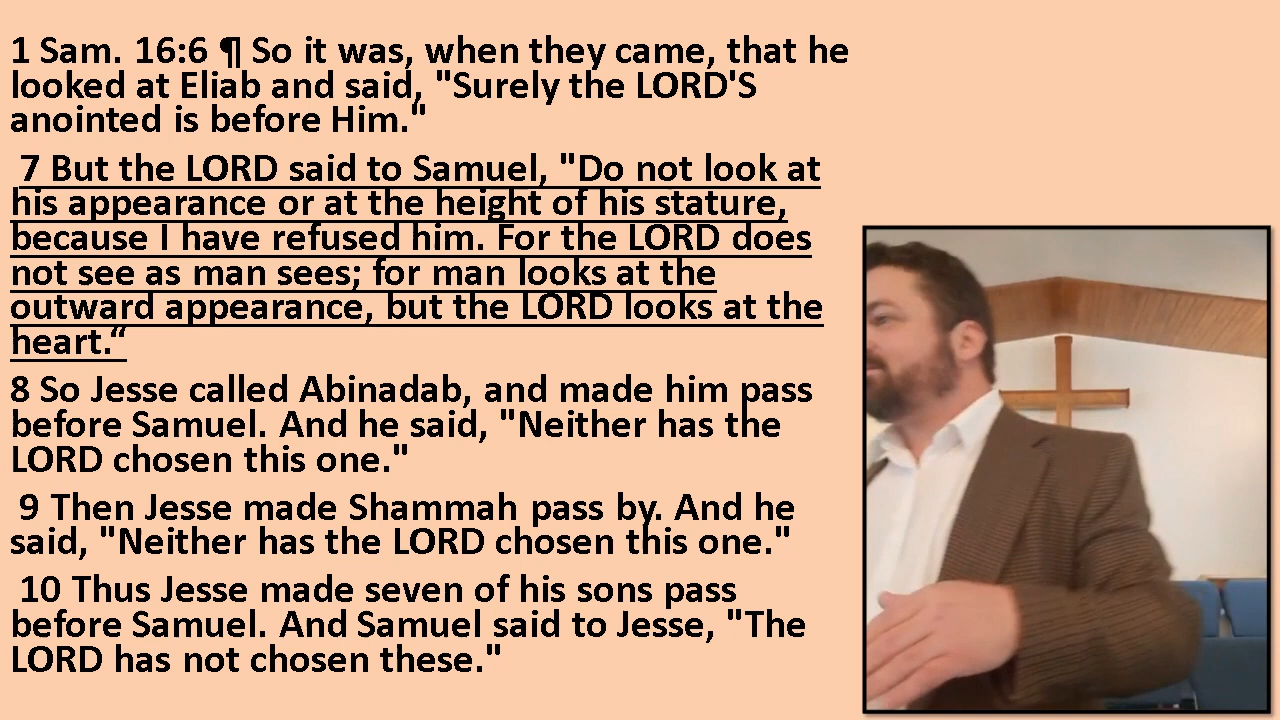 1 Sam. 16:6 ¶ So it was, when they came, that he
looked at Eliab and said, "Surely the LORD'S
anointed is before Him."
7 But the LORD said to Samuel, "Do not look at
his appearance or at the height of his stature,
because I have refused him. For the LORD does
not see as man sees; for man looks at the
outward appearance, but the LORD looks at the
heart.“
8 So Jesse called Abinadab, and made him pass
before Samuel. And he said, "Neither has the
LORD chosen this one."
9 Then Jesse made Shammah pass by. And he
said, "Neither has the LORD chosen this one."
10 Thus Jesse made seven of his sons pass
before Samuel. And Samuel said to Jesse, "The
LORD has not chosen these."